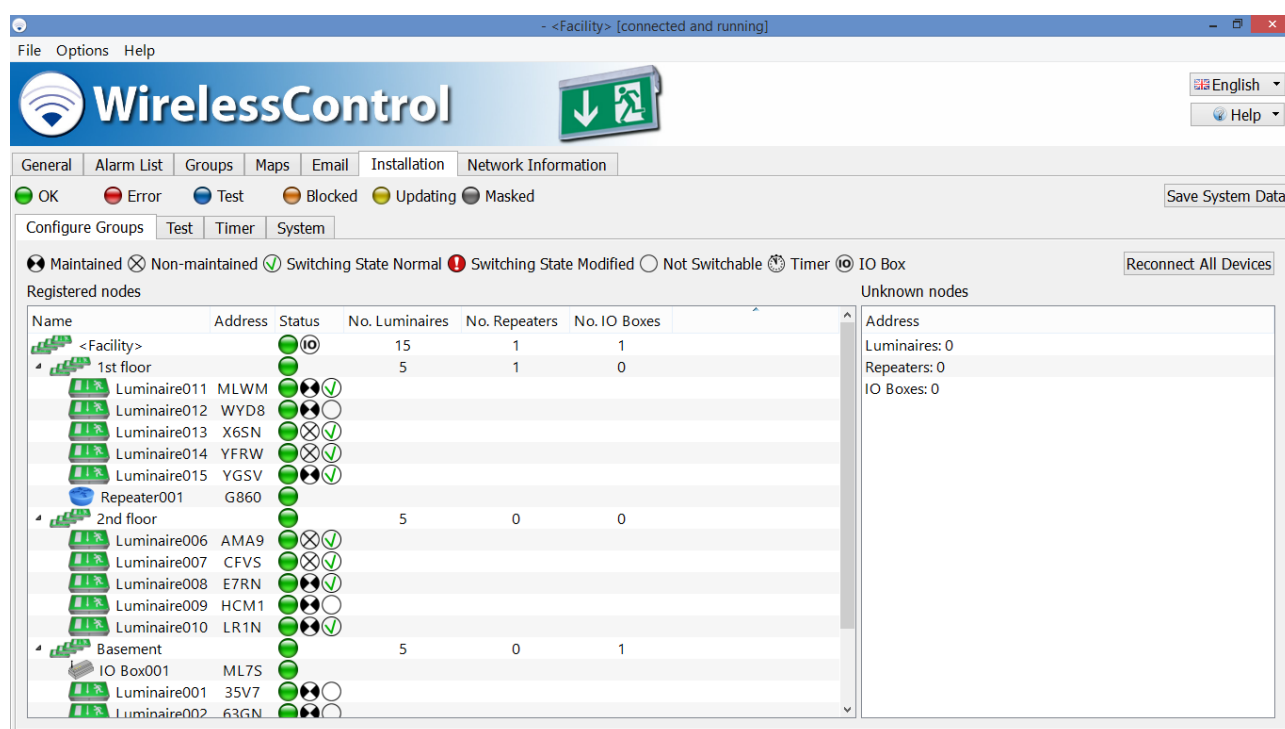 - <Facility> [connected and running]
File Options Help
WirelessControl
English
Help
General Alarm List Groups Maps Email Installation Network Information
OK Error Test Blocked Updating Masked Save System Data
Configure Groups Test Timer System
Maintained Non-maintained Switching State Normal Switching State Modified Not Switchable Timer IO IO Box Reconnect All Devices
Registered nodes Unknown nodes
Name Address Status No. Luminaires No. Repeaters No. IO Boxes Address
<Facility> IO 15 1 1 Luminaires: 0
1st floor 5 1 0 Repeaters: 0
Luminaire011 MLWM IO Boxes: 0
Luminaire012 WYD8
Luminaire013 X6SN
Luminaire014 YFRW
Luminaire015 YGSV
Repeater001 G860
2nd floor 5 0 0
Luminaire006 AMA9
Luminaire007 CFVS
Luminaire008 E7RN
Luminaire009 HCM1
Luminaire010 LR1N
Basement 5 0 1
IO Box001 ML7S
Luminaire001 35V7
Luminaire002 63GN